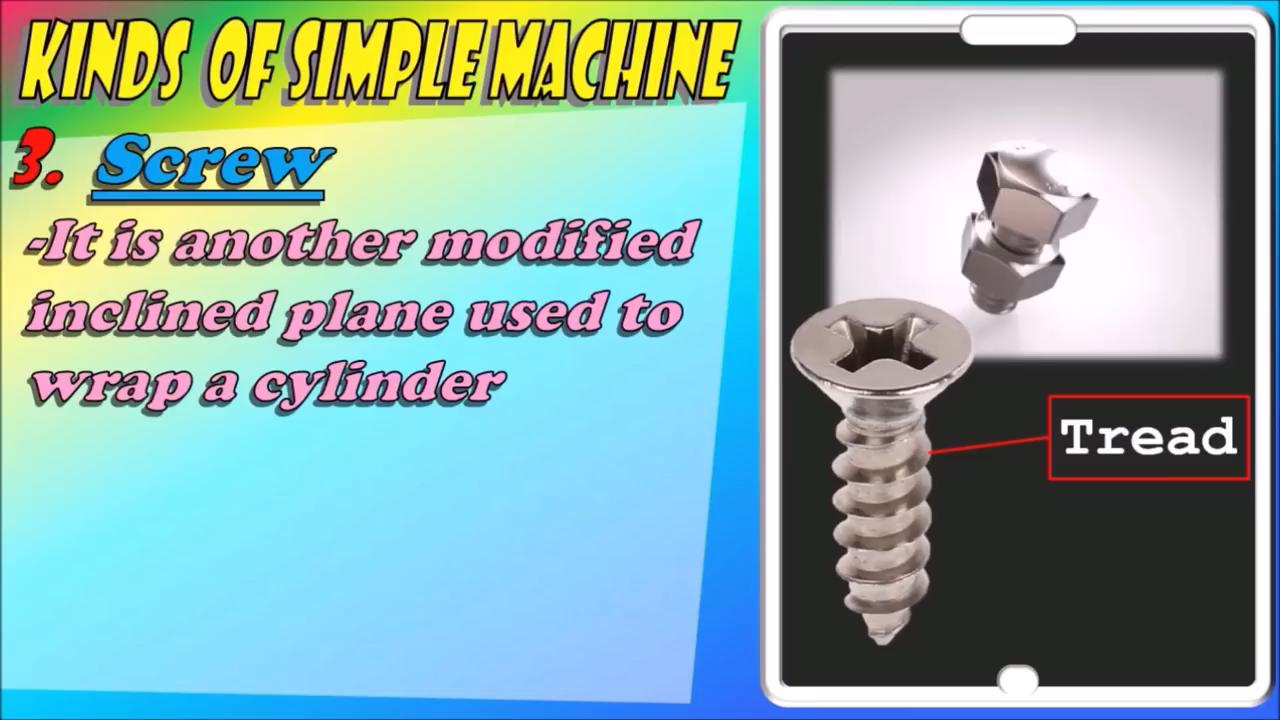 KINDS OF SIMPLE MACHINE
3. Screw
-It is another modified
inclined plane used to
wrap a cylinder
Tread